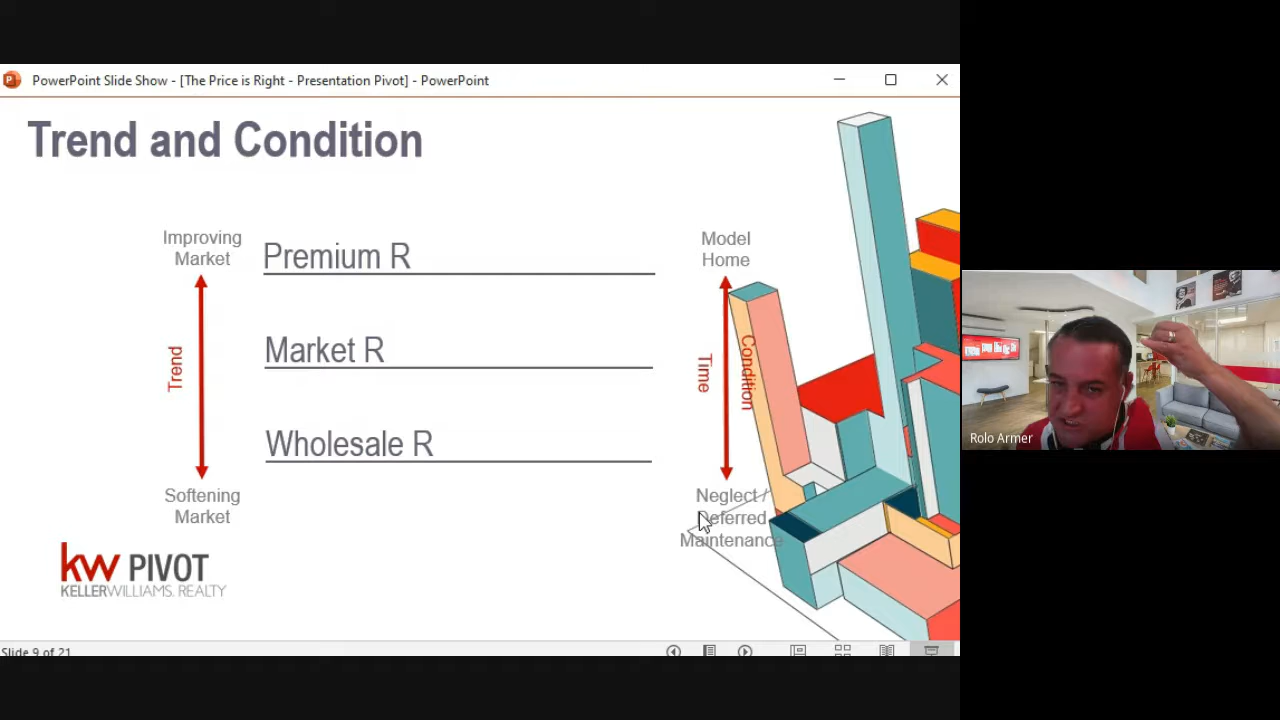 PowerPoint Slide Show - [The Price is Right - Presentation Pivot] - PowerPoint
Trend and Condition
Improving
Market
Premium R
Model
Home
Trend
Market R
Time
Condition
Wholesale R
Softening
Market
Neglect /
Deferred
Maintenance
kw PIVOT
KELLERWILLIAMS. REALTY
Slide 9 of 21
Rolo Armer